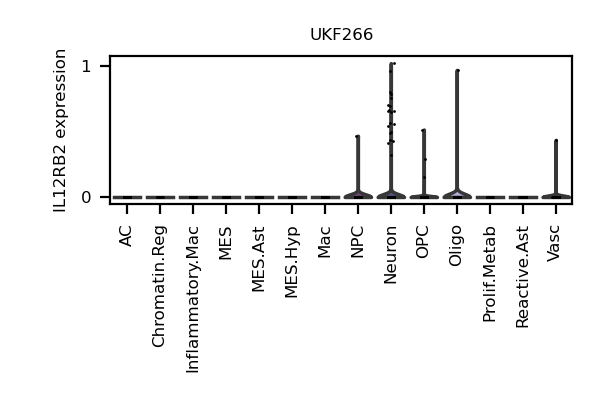 UKF266
IL12RB2 expression
1
0
AC
Chromatin.Reg
Inflammatory.Mac
MES
MES.Ast
MES.Hyp
Mac
NPC
Neuron
OPC
Oligo
Prolif.Metab
Reactive.Ast
Vasc